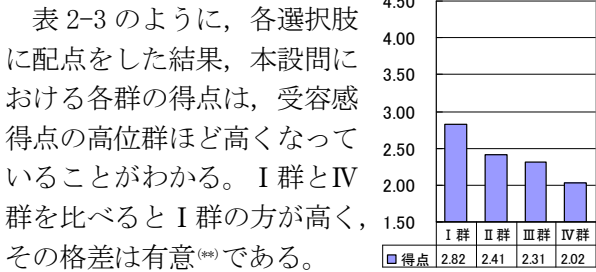 表 2-3 のように，各選択肢
に配点をした結果，本設問に
おける各群の得点は，受容感
得点の高位群ほど高くなって
いることがわかる。Ⅰ群とⅣ
群を比べるとⅠ群の方が高く，
その格差は有意(**)である。
4.50
4.00
3.50
3.00
2.50
2.00
1.50
Ⅰ群 Ⅱ群 Ⅲ群 Ⅳ群
得点 2.82 2.41 2.31 2.02